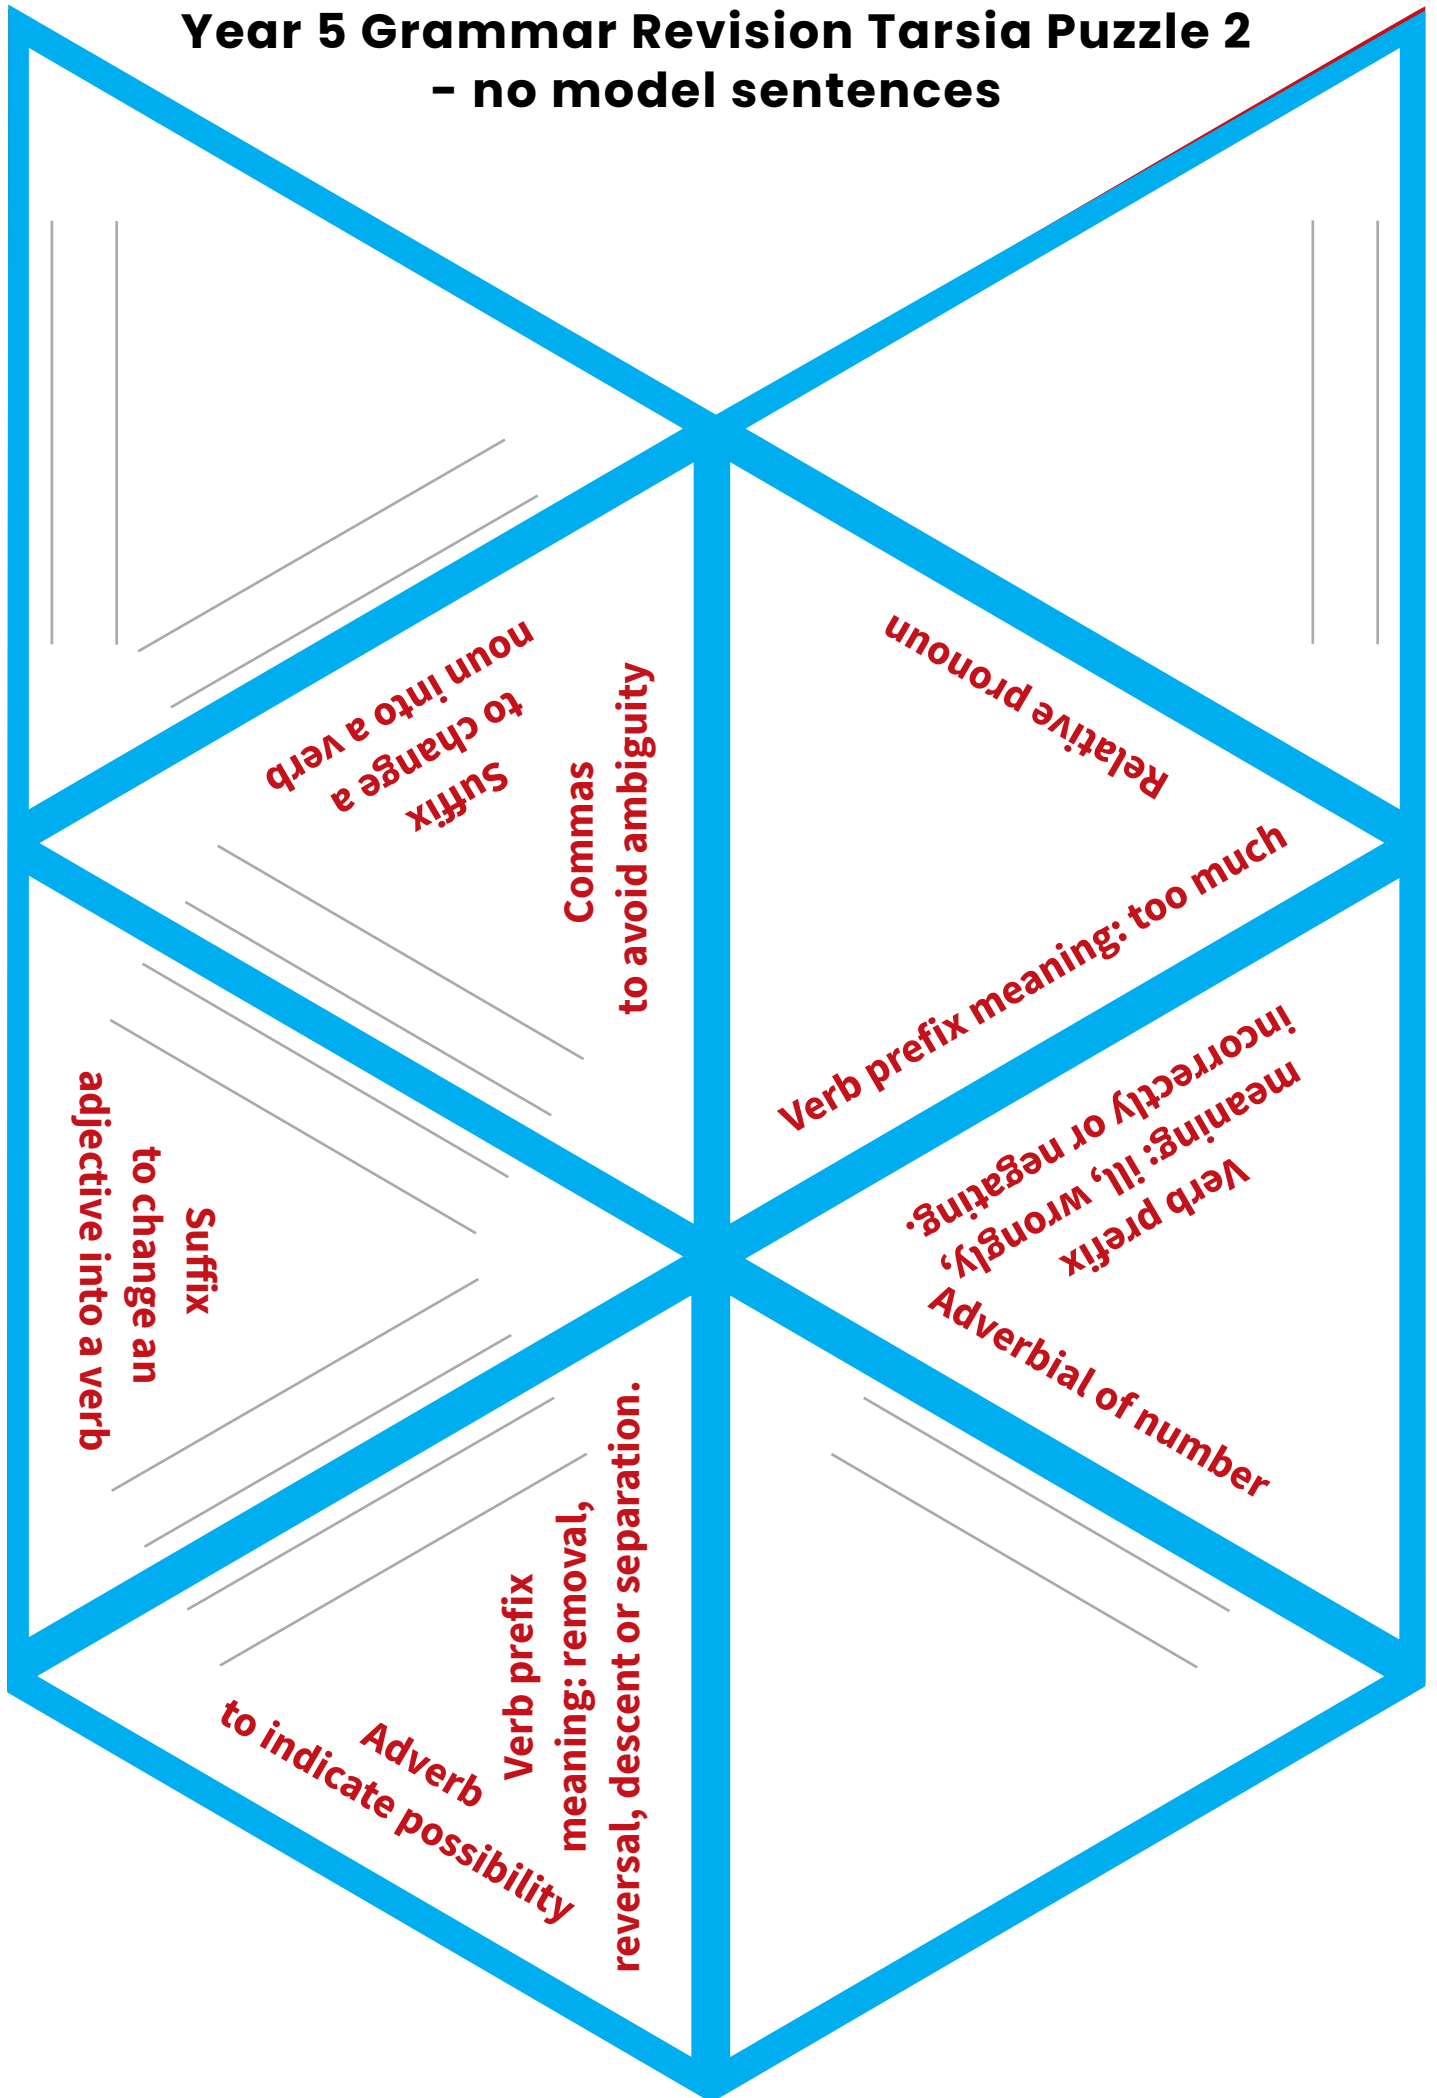 Year 5 Grammar Revision Tarsia Puzzle 2
- no model sentences
Suffix
to change a
noun into a verb
Commas
to avoid ambiguity
Relative pronoun
Verb prefix meaning: too much
Suffix
to change an
adjective into a verb
Verb prefix
meaning: ill, wrongly,
incorrectly or negating.
Adverbial of number
Verb prefix
meaning: removal,
reversal, descent or separation.
Adverb
to indicate possibility